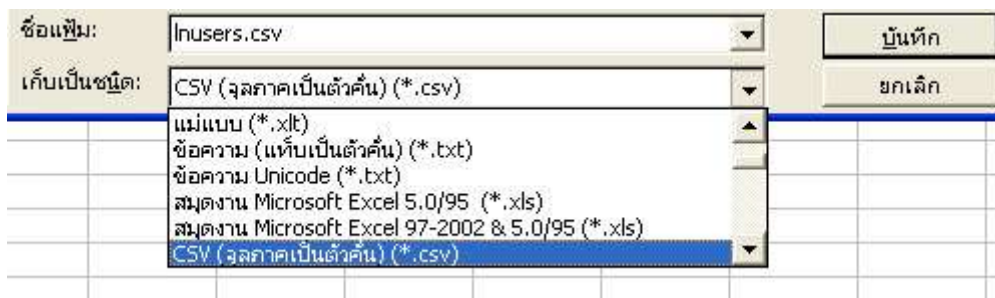 ชื่อแฟ้ม: lnusers.csv บันทึก
เก็บเป็นชนิด: CSV (จุลภาคเป็นตัวคั่น) (*.csv) ยกเลิก
แม่แบบ (*.xlt)
ข้อความ (แท็บเป็นตัวคั่น) (*.txt)
ข้อความ Unicode (*.txt)
สมุดงาน Microsoft Excel 5.0/95 (*.xls)
สมุดงาน Microsoft Excel 97-2002 & 5.0/95 (*.xls)
CSV (จุลภาคเป็นตัวคั่น) (*.csv)